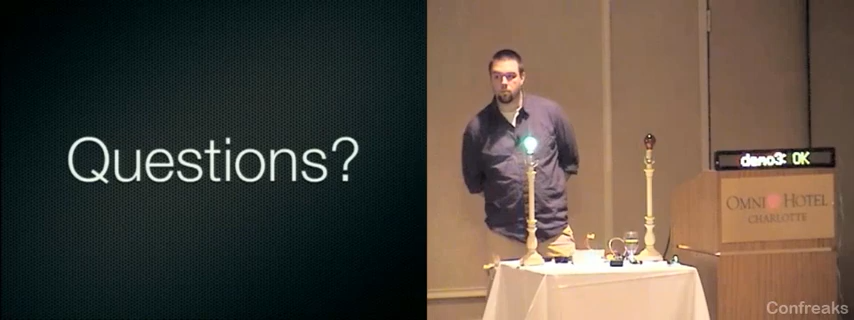 Questions?
demo3: OK
OMNI HOTEL
CHARLOTTE
Confreaks